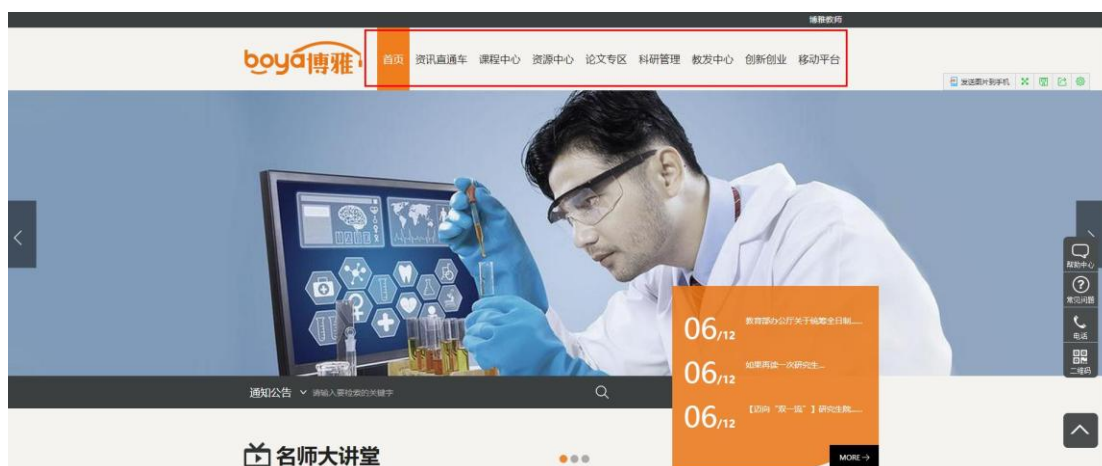 博雅教师
boya博雅
首页 资讯直通车 课程中心 资源中心 论文专区 科研管理 教发中心 创新创业 移动平台
发送图片到手机
帮助中心
常见问题
电话
二维码
06/12 教育部办公厅关于统筹全日制……
06/12 如果再读一次研究生...
06/12 【迈向“双一流”】研究生院……
MORE→
通知公告 请输入要检索的关键字
名师大讲堂